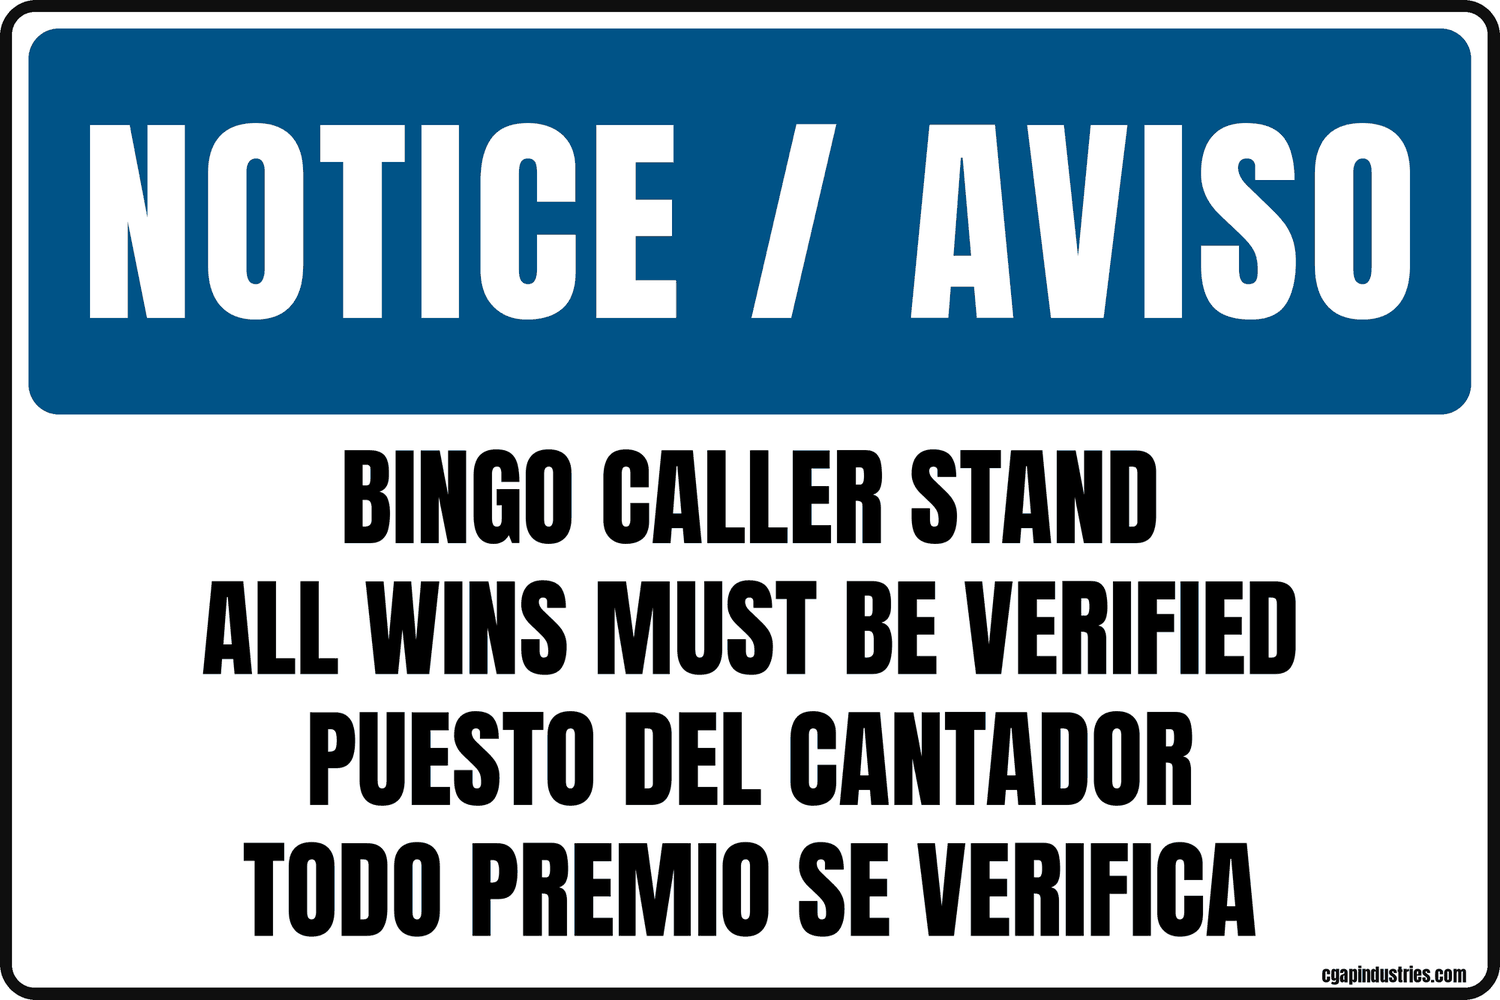 NOTICE / AVISO
BINGO CALLER STAND
ALL WINS MUST BE VERIFIED
PUESTO DEL CANTADOR
TODO PREMIO SE VERIFICA
cgapindustries.com